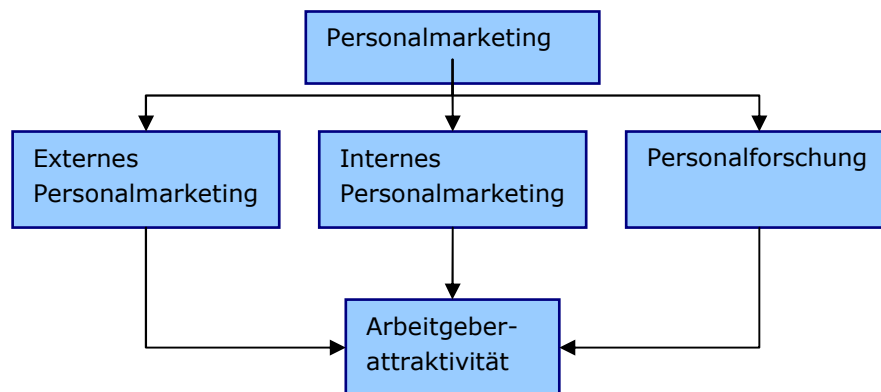 Personalmarketing
Externes
Personalmarketing
Internes
Personalmarketing
Personalforschung
Arbeitgeber-
attraktivität